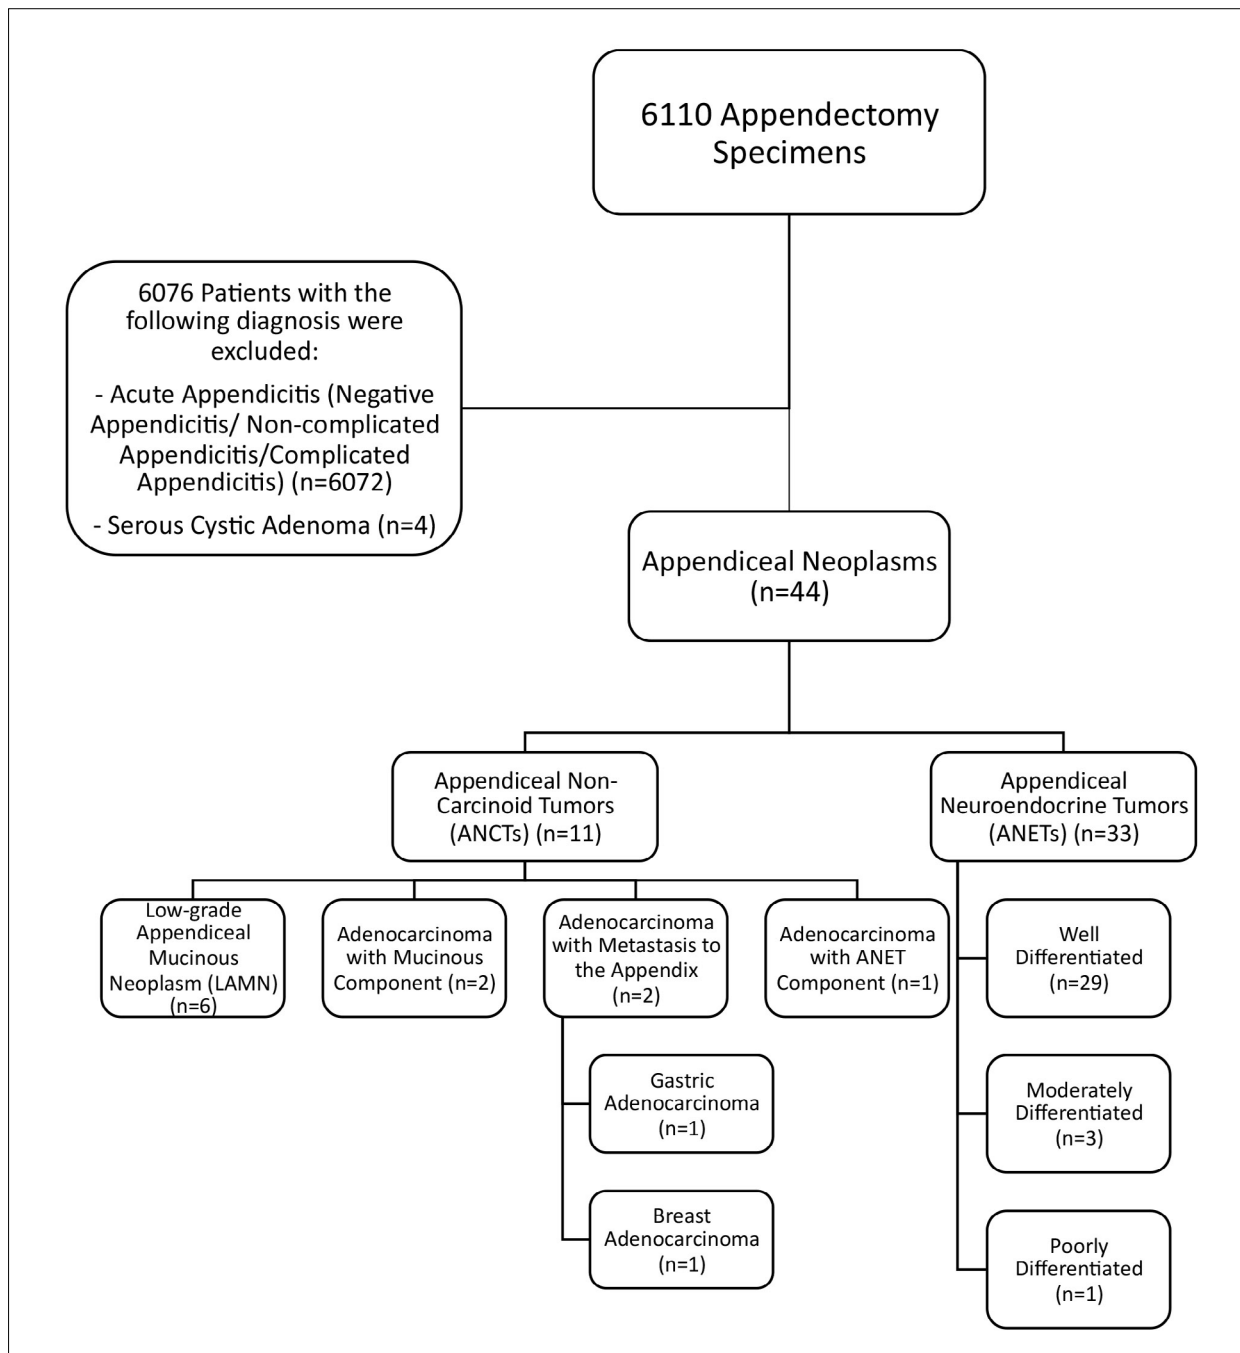 6110 Appendectomy
Specimens
6076 Patients with the
following diagnosis were
excluded:
- Acute Appendicitis (Negative
Appendicitis/ Non-complicated
Appendicitis/Complicated
Appendicitis) (n=6072)
- Serous Cystic Adenoma (n=4)
Appendiceal Neoplasms
(n=44)
Appendiceal Non-
Carcinoid Tumors
(ANCTs) (n=11)
Appendiceal
Neuroendocrine Tumors
(ANETs) (n=33)
Low-grade
Appendiceal
Mucinous
Neoplasm (LAMN)
(n=6)
Adenocarcinoma
with Mucinous
Component (n=2)
Adenocarcinoma
with Metastasis to
the Appendix
(n=2)
Adenocarcinoma
with ANET
Component (n=1)
Well
Differentiated
(n=29)
Gastric
Adenocarcinoma
(n=1)
Moderately
Differentiated
(n=3)
Breast
Adenocarcinoma
(n=1)
Poorly
Differentiated
(n=1)